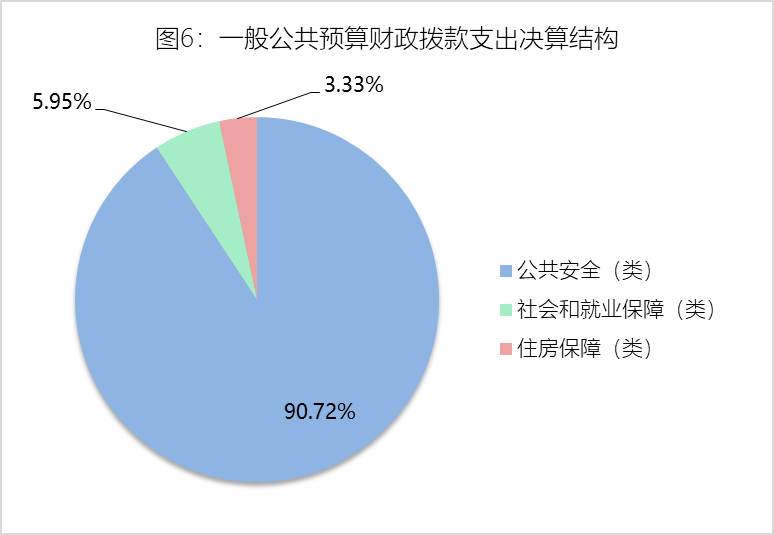 图6：一般公共预算财政拨款支出决算结构
3.33%
5.95%
公共安全（类）
社会和就业保障（类）
住房保障（类）
90.72%